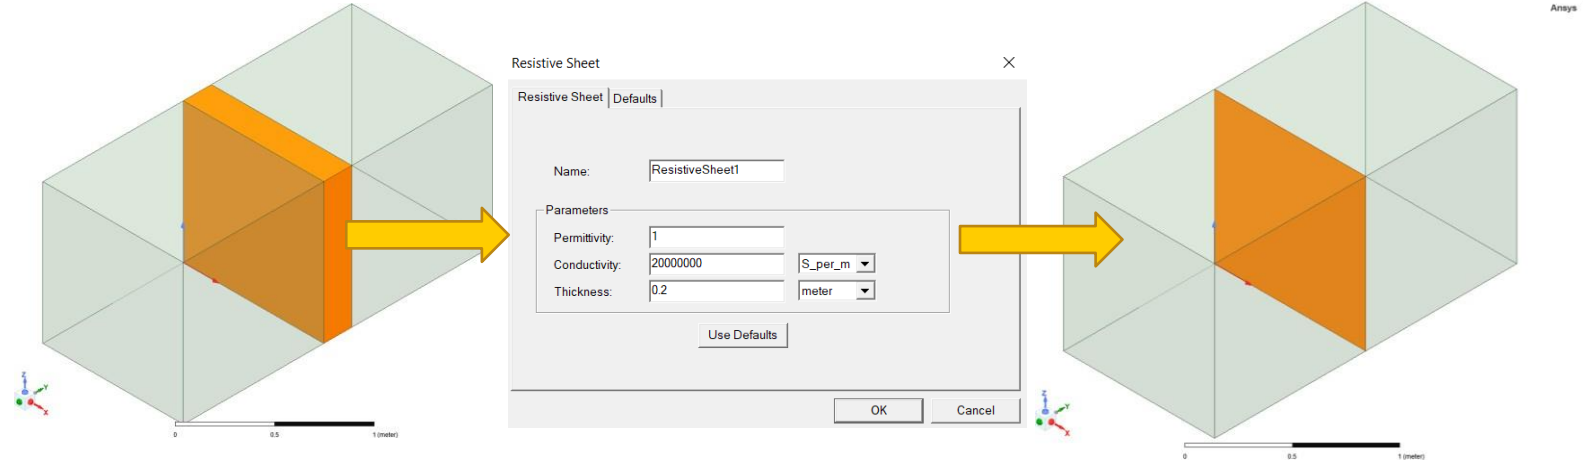 Ansys
Resistive Sheet
Resistive Sheet Defaults
Name: ResistiveSheet1
Parameters
Permittivity: 1
Conductivity: 20000000 S_per_m
Thickness: 0.2 meter
Use Defaults
OK Cancel
Z
Y
X
0 0.5 1 (meter)
Z
Y
X
0 0.5 1 (meter)